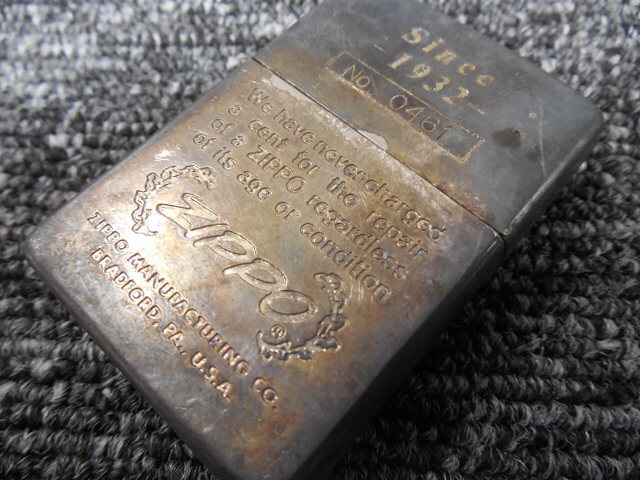 Since
1932-
No. 0461
We have never charged
a cent for the repair
of a ZIPPO regardless
of its age or condition
ZIPPO ®
ZIPPO MANUFACTURING CO.
BRADFORD, PA., U.S.A.